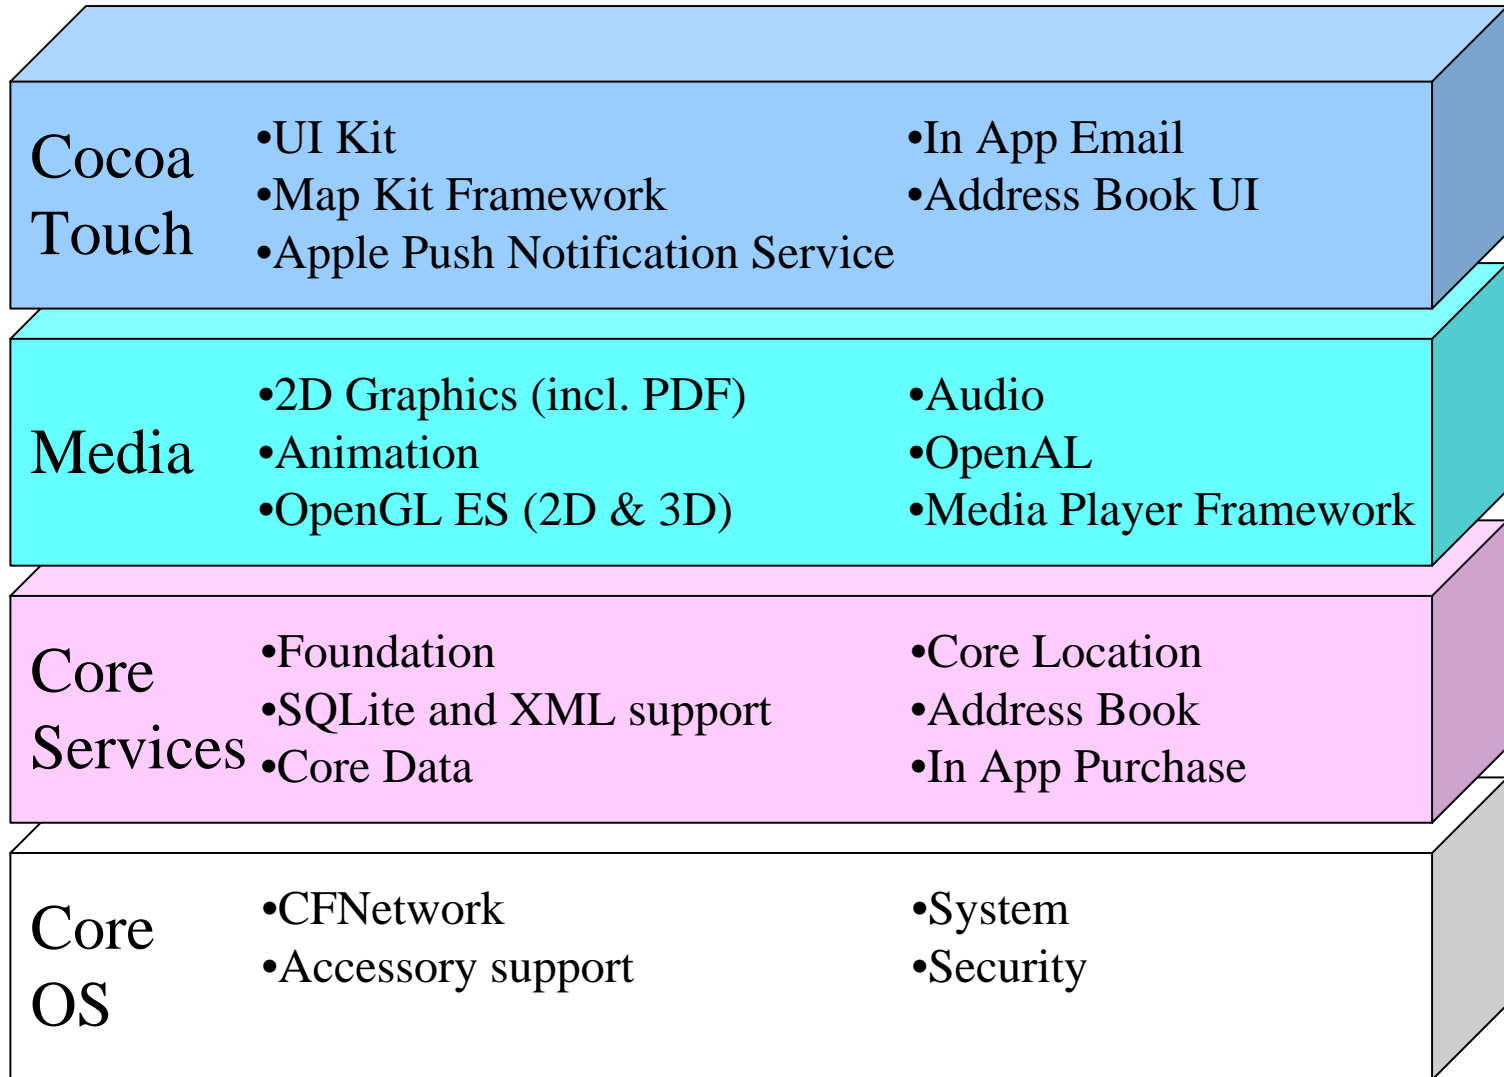 Cocoa
Touch
•UI Kit
•Map Kit Framework
•Apple Push Notification Service
•In App Email
•Address Book UI
Media
•2D Graphics (incl. PDF)
•Animation
•OpenGL ES (2D & 3D)
•Audio
•OpenAL
•Media Player Framework
Core
Services
•Foundation
•SQLite and XML support
•Core Data
•Core Location
•Address Book
•In App Purchase
Core
OS
•CFNetwork
•Accessory support
•System
•Security